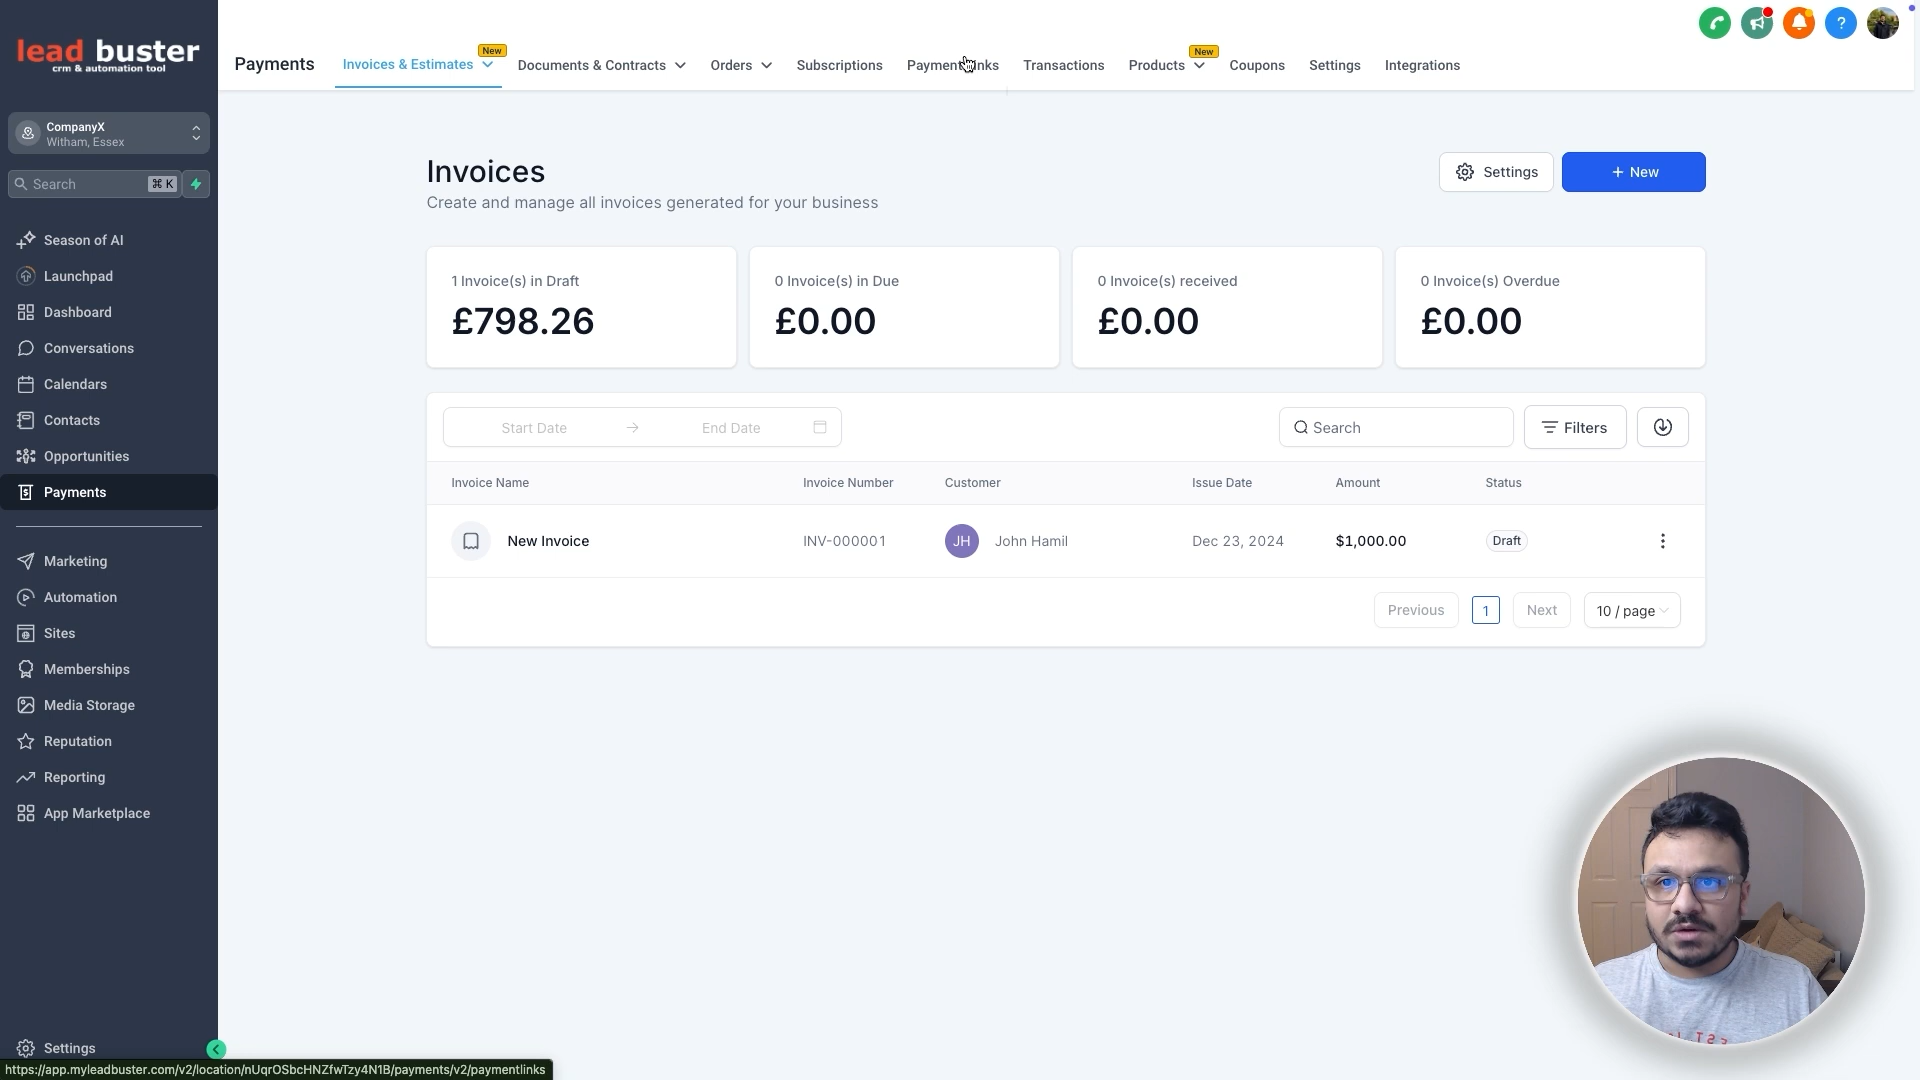 lead buster
crm & automation tool
CompanyX
Witham, Essex
Search
⌘ K
Season of AI
Launchpad
Dashboard
Conversations
Calendars
Contacts
Opportunities
Payments
Marketing
Automation
Sites
Memberships
Media Storage
Reputation
Reporting
App Marketplace
Settings
https://app.myleadbuster.com/v2/location/nUqrOSbcHNZfwTzy4N1B/payments/v2/paymentlinks
Payments
Invoices & Estimates
New
Documents & Contracts
Orders
Subscriptions
Payment Links
Transactions
Products
New
Coupons
Settings
Integrations
?
Invoices
Create and manage all invoices generated for your business
Settings
+ New
1 Invoice(s) in Draft
£798.26
0 Invoice(s) in Due
£0.00
0 Invoice(s) received
£0.00
0 Invoice(s) Overdue
£0.00
Start Date
End Date
Search
Filters
Invoice Name
Invoice Number
Customer
Issue Date
Amount
Status
New Invoice
INV-000001
JH
John Hamil
Dec 23, 2024
$1,000.00
Draft
Previous
1
Next
10 / page